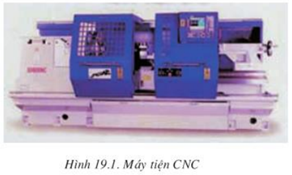 Hình 19.1. Máy tiện CNC